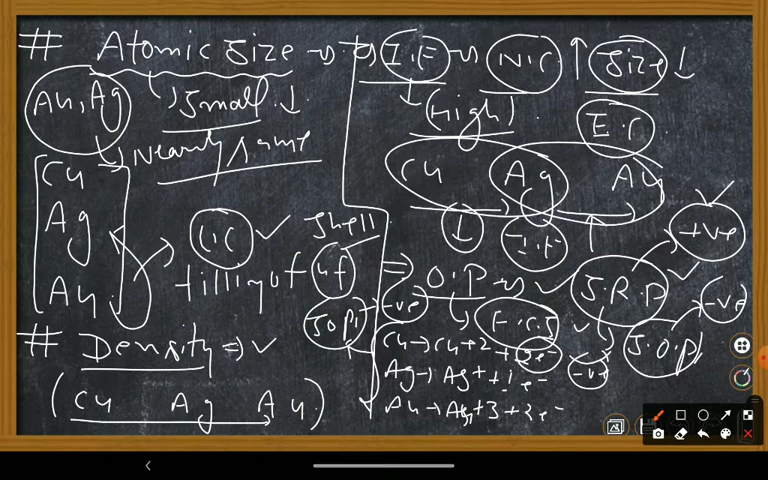 # Atomic Size →
Au, Ag
Small ↓
Nearly same
Cu
Ag
Au
L.C ✓
filling of 4f
Shell
# Density ⇒ ✓
(Cu Ag Au)
I.E → N.C ↑ Size ↓
↓
(High)
E.C
Cu Ag Au
↓ I.E ↑
⇒ O.P → ✓ S.R.P ✓
+ve
-ve
S.O.P
-ve
S.O.P
-ve
Cu → Cu+2 + 2e-
Ag → Ag+ + 1e-
Au → Au+3 + 3e-